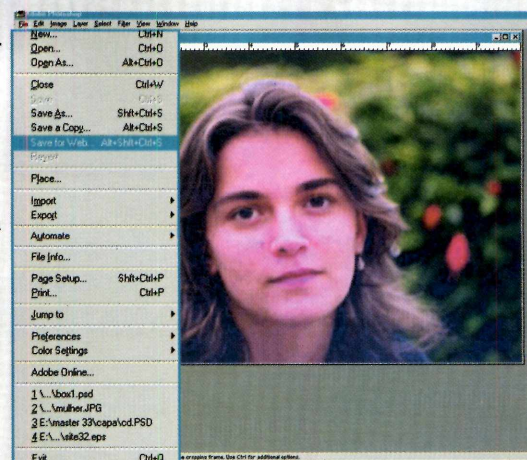 Adobe Photoshop
File Edit Image Layer Select Filter View Window Help
New... Ctrl+N
Open... Ctrl+O
Open As... Alt+Ctrl+O
Close Ctrl+W
Save Ctrl+S
Save As... Shft+Ctrl+S
Save a Copy... Alt+Ctrl+S
Save for Web... Alt+Shft+Ctrl+S
Revert
Place...
Import
Export
Automate
File Info...
Page Setup... Shft+Ctrl+P
Print... Ctrl+P
Jump to
Preferences
Color Settings
Adobe Online...
1 \...\box1.psd
2 \...\mulher.JPG
3 E:\master 33\capa\cd.PSD
4 E:\...\site32.eps
Exit Ctrl+Q
e cropping frame. Use Ctrl for additional options.